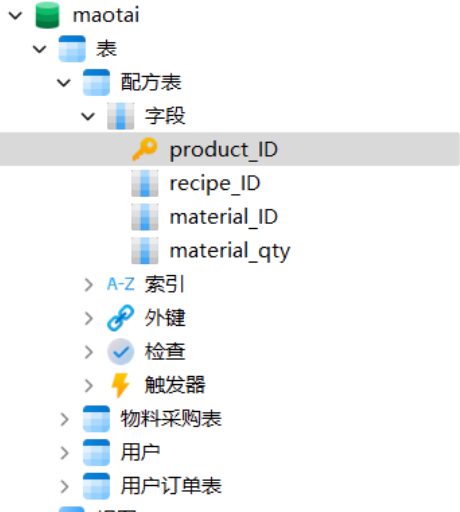 maotai
表
配方表
字段
product_ID
recipe_ID
material_ID
material_qty
A-Z 索引
外键
检查
触发器
物料采购表
用户
用户订单表